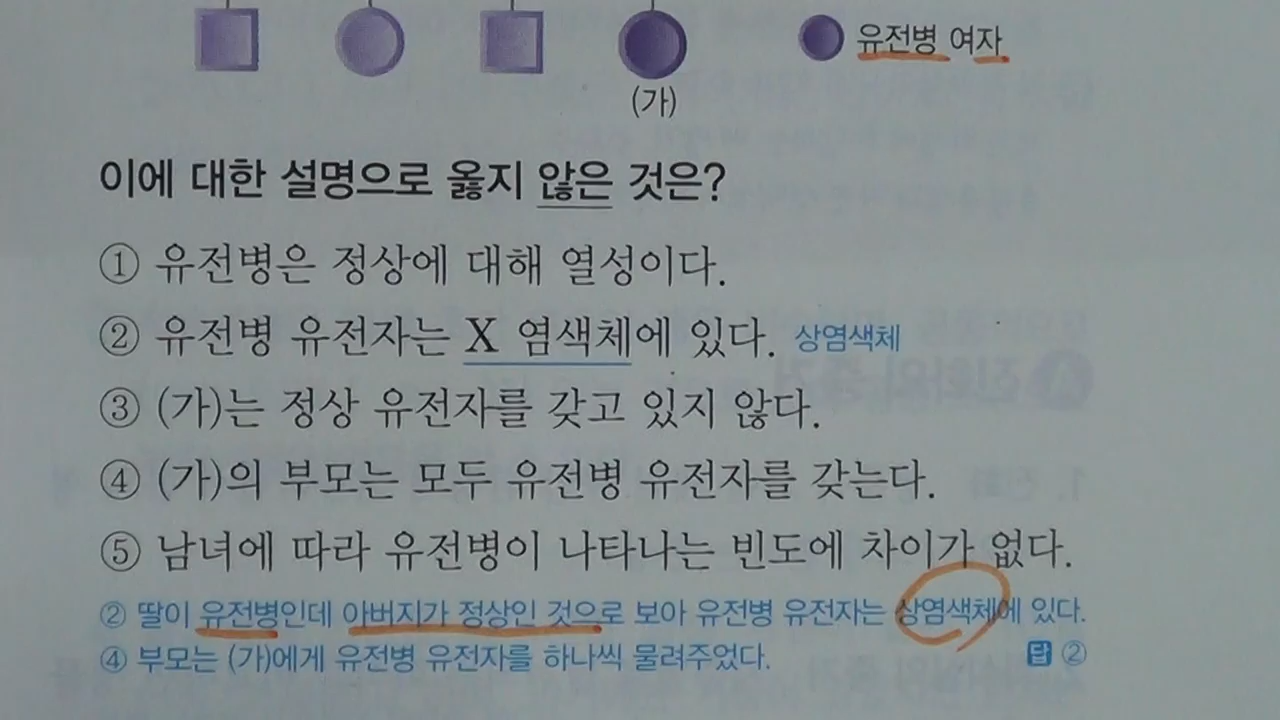 유전병 여자
(가)
이에 대한 설명으로 옳지 않은 것은?
① 유전병은 정상에 대해 열성이다.
② 유전병 유전자는 X 염색체에 있다. 상염색체
③ (가)는 정상 유전자를 갖고 있지 않다.
④ (가)의 부모는 모두 유전병 유전자를 갖는다.
⑤ 남녀에 따라 유전병이 나타나는 빈도에 차이가 없다.
② 딸이 유전병인데 아버지가 정상인 것으로 보아 유전병 유전자는 상염색체에 있다.
④ 부모는 (가)에게 유전병 유전자를 하나씩 물려주었다.
답 ②